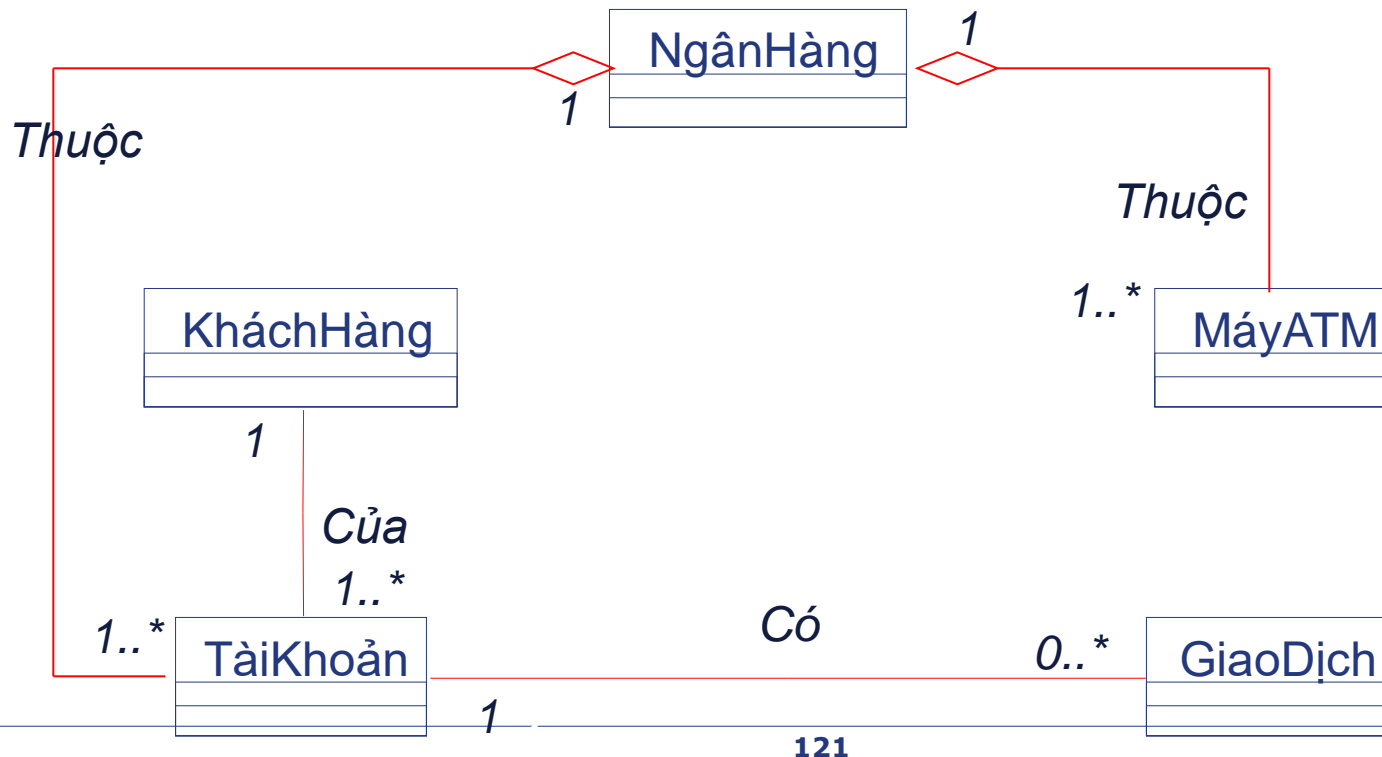 NgânHàng
1
1
Thuộc
Thuộc
1..*
MáyATM
KháchHàng
1
Của
1..*
1..*
TàiKhoản
1
Có
0..*
GiaoDịch
121